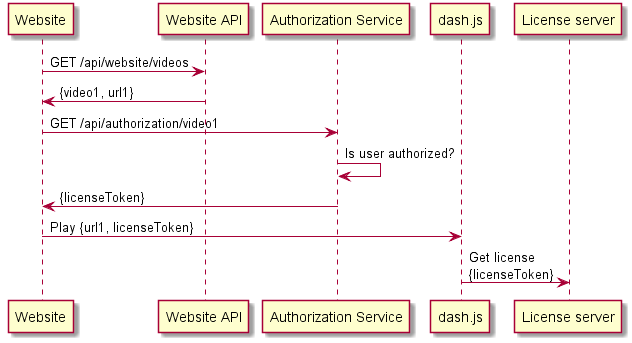 Website
Website API
Authorization Service
dash.js
License server
GET /api/website/videos
{video1, url1}
GET /api/authorization/video1
Is user authorized?
{licenseToken}
Play {url1, licenseToken}
Get license
{licenseToken}
Website
Website API
Authorization Service
dash.js
License server